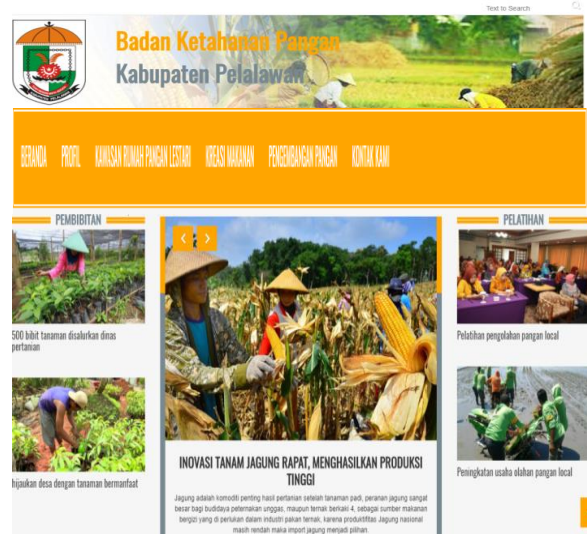 Text to Search
Badan Ketahanan Pangan
Kabupaten Pelalawan
BERANDA PROFIL KAWASAN RUMAH PANGAN LESTARI KREASI MAKANAN PENGEMBANGAN PANGAN KONTAK KAMI
PEMBIBITAN
500 bibit tanaman disalurkan dinas
pertanian
hijaukan desa dengan tanaman bermanfaat
INOVASI TANAM JAGUNG RAPAT, MENGHASILKAN PRODUKSI
TINGGI
Jagung adalah komoditi penting hasil pertanian setelah tanaman padi, peranan jagung sangat
besar bagi budidaya peternakan unggas, maupun ternak berkaki 4, sebagai sumber makanan
bergizi yang di perlukan dalam industri pakan ternak, karena produktifitas Jagung nasional
masih rendah maka import jagung menjadi pilihan.
PELATIHAN
Pelatihan pengolahan pangan local
Peningkatan usaha olahan pangan local